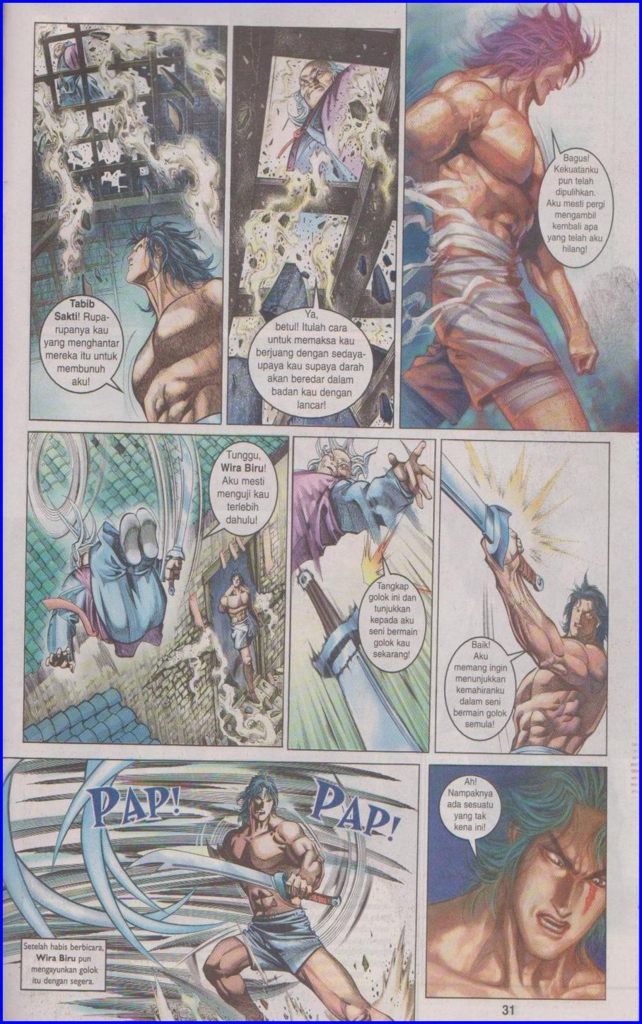 Tabib
Sakti! Rupa-
rupanya kau
yang menghantar
mereka itu untuk
membunuh
aku!
Ya,
betul! Itulah cara
untuk memaksa kau
berjuang dengan sedaya-
upaya kau supaya darah
akan beredar dalam
badan kau dengan
lancar!
Bagus!
Kekuatanku
pun telah
dipulihkan.
Aku mesti pergi
mengambil
kembali apa
yang telah aku
hilang!
Tunggu,
Wira Biru!
Aku mesti
menguji kau
terlebih
dahulu!
Tangkap
golok ini dan
tunjukkan
kepada aku
seni bermain
golok kau
sekarang!
Baik!
Aku
memang ingin
menunjukkan
kemahiranku
dalam seni
bermain golok
semula!
PAP!
PAP!
Setelah habis berbicara,
Wira Biru pun
mengayunkan golok
itu dengan segera.
Ah!
Nampaknya
ada sesuatu
yang tak
kena ini!
31